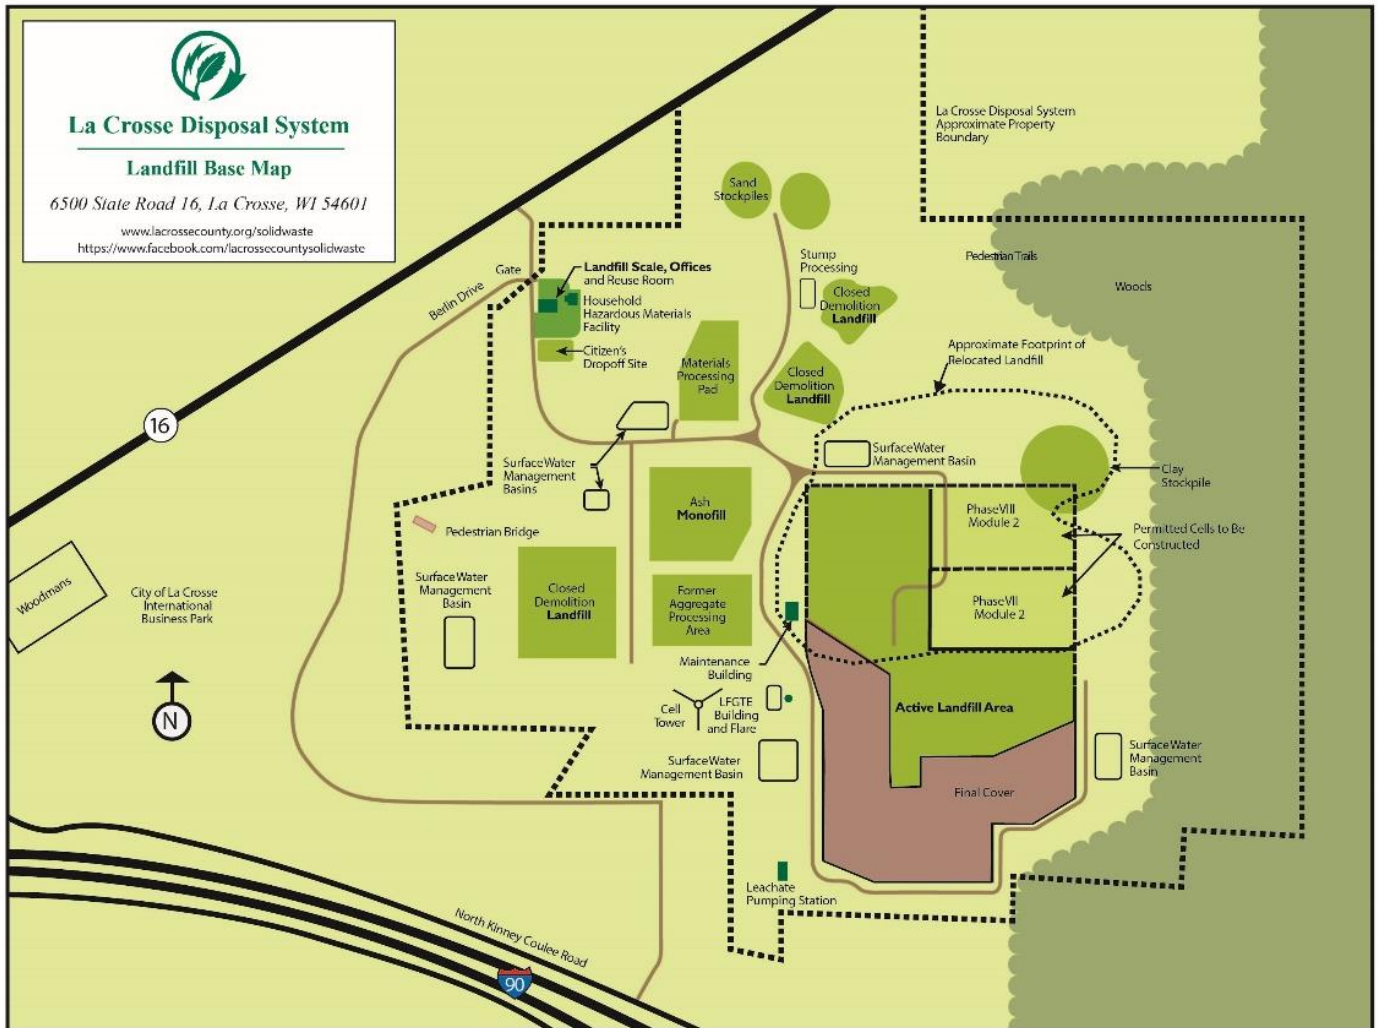 La Crosse Disposal System
Landfill Base Map
6500 State Road 16, La Crosse, WI 54601
www.lacrossecounty.org/solidwaste
https://www.facebook.com/lacrossecountysolidwaste
La Crosse Disposal System
Approximate Property
Boundary
Sand
Stockpiles
Pedestrian Trails
Woods
Stump
Processing
Gate
Berlin Drive
Landfill Scale, Offices
and Reuse Room
Household
Hazardous Materials
Facility
Citizen's
Dropoff Site
Closed
Demolition
Landfill
Materials
Processing
Pad
Closed
Demolition
Landfill
Approximate Footprint of
Relocated Landfill
16
Surface Water
Management
Basins
Surface Water
Management Basin
Clay
Stockpile
Ash
Monofill
Phase VIII
Module 2
Permitted Cells to Be
Constructed
Pedestrian Bridge
Woodmans
City of La Crosse
International
Business Park
Surface Water
Management
Basin
Closed
Demolition
Landfill
Former
Aggregate
Processing
Area
Phase VII
Module 2
Maintenance
Building
N
Cell
Tower
LFGTE
Building
and Flare
Active Landfill Area
Surface Water
Management Basin
Surface Water
Management
Basin
Final Cover
Leachate
Pumping Station
North Kinney Coulee Road
90